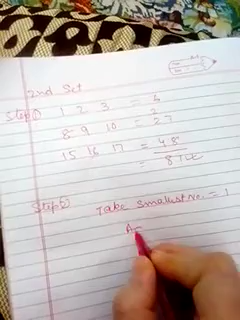 2nd Set
Step① 1 2 3 = 6
8 9 10 = 27
15 16 17 = 48
= 81
Step② Take Smallest No. = 1
A